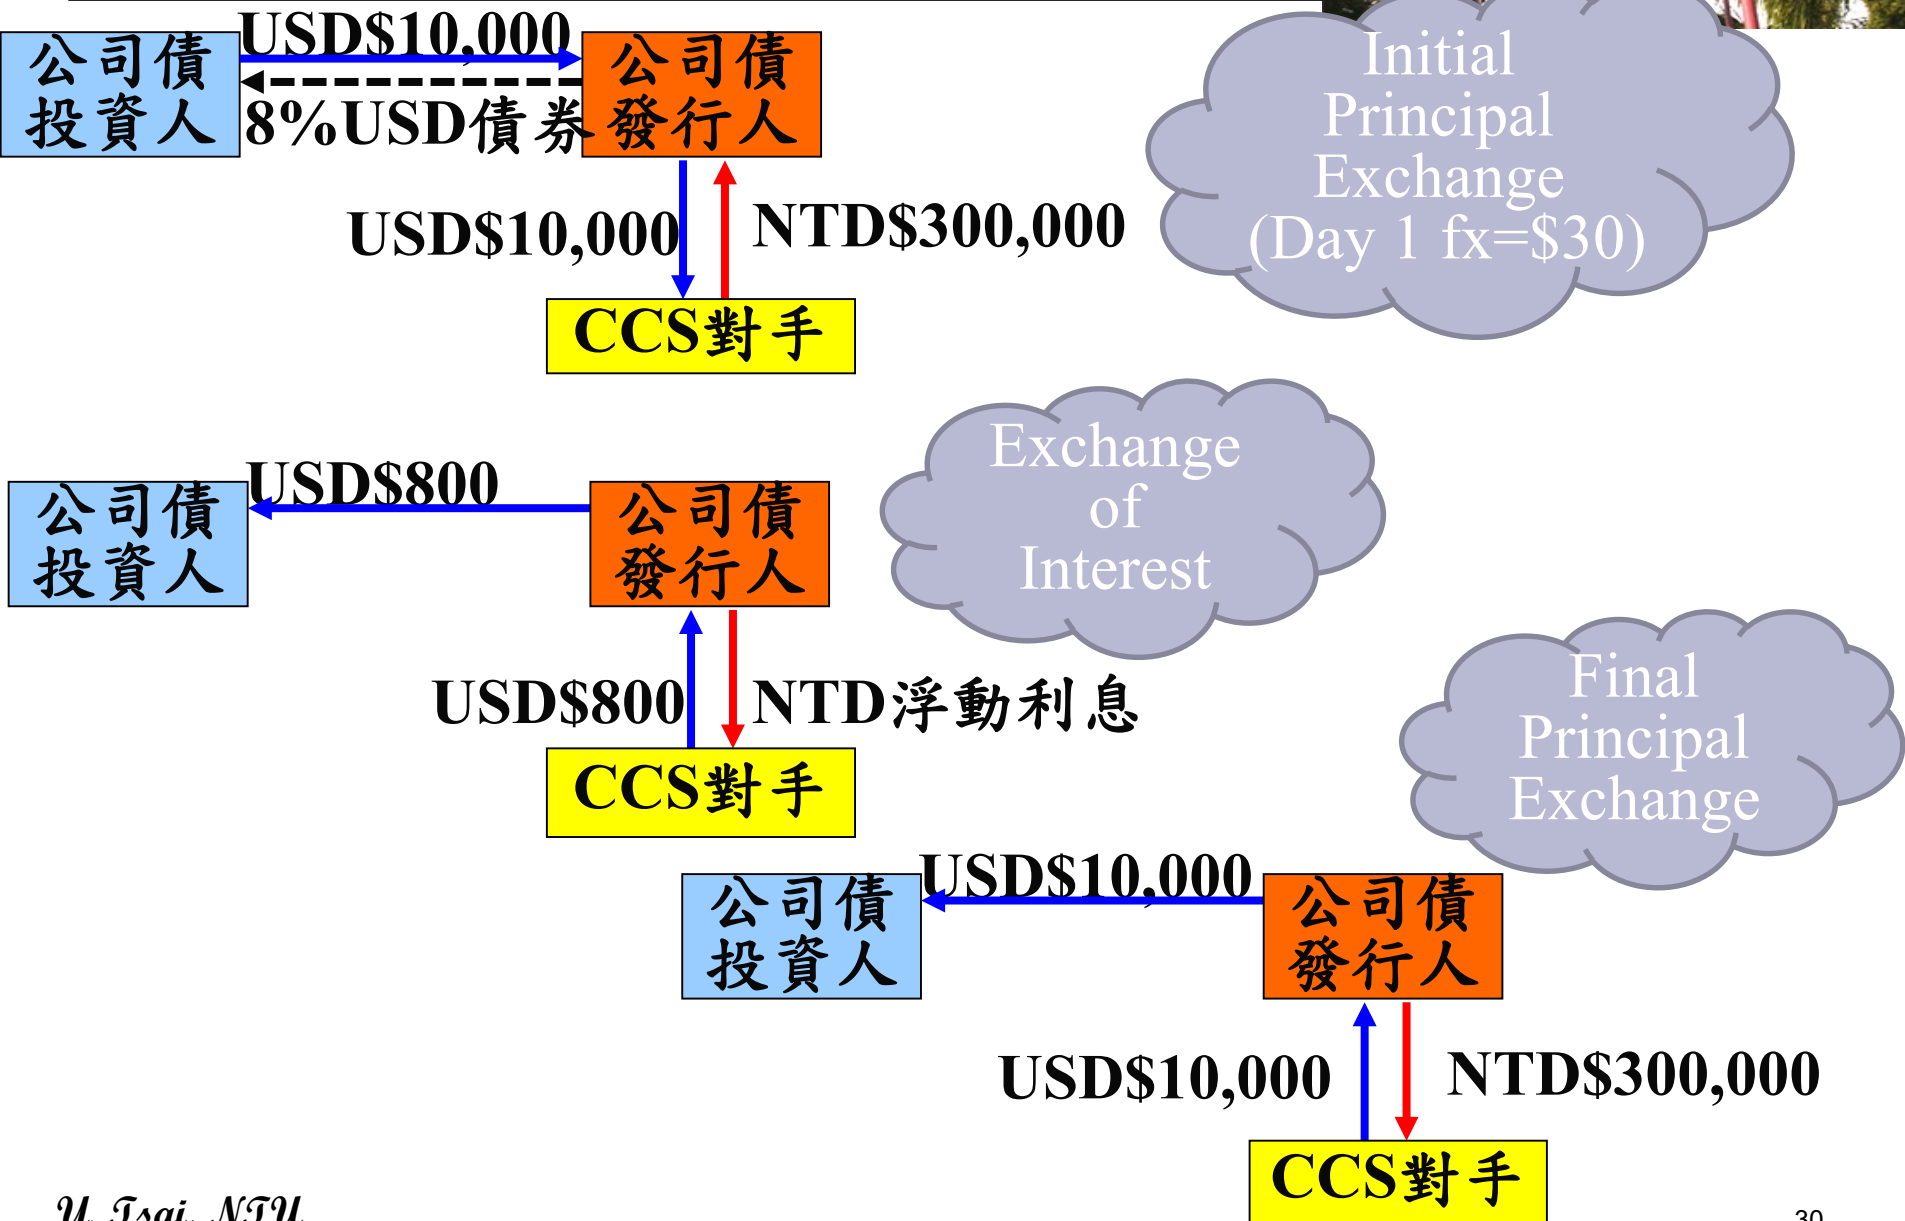 USD$10,000
公司債
投資人
公司債
發行人
8%USD債券
USD$10,000
NTD$300,000
CCS對手
Initial
Principal
Exchange
(Day 1 fx=$30)
USD$800
公司債
投資人
公司債
發行人
Exchange
of
Interest
USD$800
NTD浮動利息
CCS對手
Final
Principal
Exchange
USD$10,000
公司債
投資人
公司債
發行人
USD$10,000
NTD$300,000
CCS對手
Y. Tsai, NTU
30